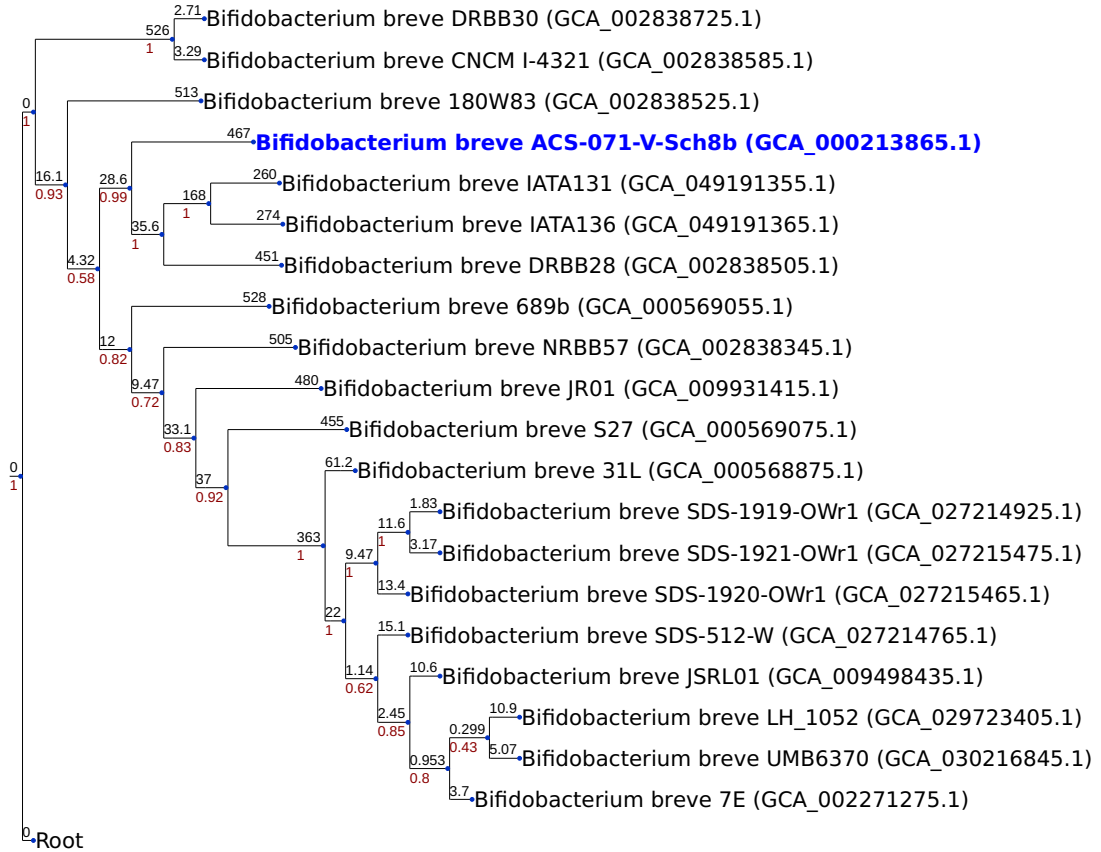 2.71 Bifidobacterium breve DRBB30 (GCA_002838725.1)
526
1
3.29 Bifidobacterium breve CNCM I-4321 (GCA_002838585.1)
513 Bifidobacterium breve 180W83 (GCA_002838525.1)
0
1
467 Bifidobacterium breve ACS-071-V-Sch8b (GCA_000213865.1)
16.1
0.93
28.6
0.99
260 Bifidobacterium breve IATA131 (GCA_049191355.1)
168
1
274 Bifidobacterium breve IATA136 (GCA_049191365.1)
35.6
1
451 Bifidobacterium breve DRBB28 (GCA_002838505.1)
4.32
0.58
528 Bifidobacterium breve 689b (GCA_000569055.1)
12
0.82
505 Bifidobacterium breve NRBB57 (GCA_002838345.1)
9.47
0.72
480 Bifidobacterium breve JR01 (GCA_009931415.1)
33.1
0.83
455 Bifidobacterium breve S27 (GCA_000569075.1)
0
1
37
0.92
61.2 Bifidobacterium breve 31L (GCA_000568875.1)
1.83 Bifidobacterium breve SDS-1919-OWr1 (GCA_027214925.1)
11.6
1
363
1
3.17 Bifidobacterium breve SDS-1921-OWr1 (GCA_027215475.1)
9.47
1
13.4 Bifidobacterium breve SDS-1920-OWr1 (GCA_027215465.1)
22
1
15.1 Bifidobacterium breve SDS-512-W (GCA_027214765.1)
1.14
0.62
10.6 Bifidobacterium breve JSRL01 (GCA_009498435.1)
2.45
0.85
10.9 Bifidobacterium breve LH_1052 (GCA_029723405.1)
0.299
0.43
5.07 Bifidobacterium breve UMB6370 (GCA_030216845.1)
0.953
0.8
3.7 Bifidobacterium breve 7E (GCA_002271275.1)
0 Root